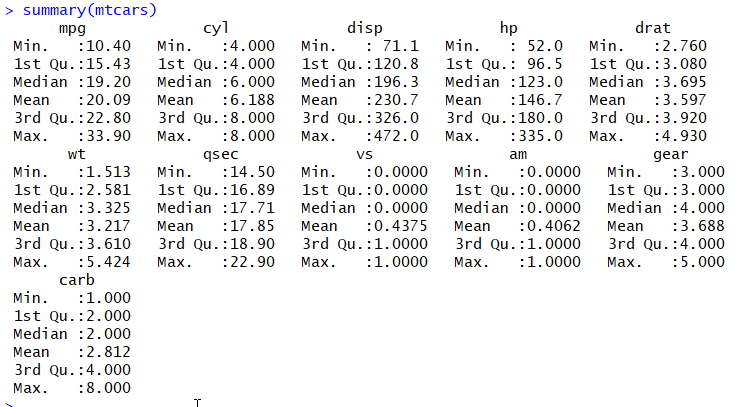 > summary(mtcars)
      mpg             cyl             disp             hp             drat
 Min.   :10.40   Min.   :4.000   Min.   : 71.1   Min.   : 52.0   Min.   :2.760
 1st Qu.:15.43   1st Qu.:4.000   1st Qu.:120.8   1st Qu.: 96.5   1st Qu.:3.080
 Median :19.20   Median :6.000   Median :196.3   Median :123.0   Median :3.695
 Mean   :20.09   Mean   :6.188   Mean   :230.7   Mean   :146.7   Mean   :3.597
 3rd Qu.:22.80   3rd Qu.:8.000   3rd Qu.:326.0   3rd Qu.:180.0   3rd Qu.:3.920
 Max.   :33.90   Max.   :8.000   Max.   :472.0   Max.   :335.0   Max.   :4.930
       wt             qsec             vs               am              gear
 Min.   :1.513   Min.   :14.50   Min.   :0.0000   Min.   :0.0000   Min.   :3.000
 1st Qu.:2.581   1st Qu.:16.89   1st Qu.:0.0000   1st Qu.:0.0000   1st Qu.:3.000
 Median :3.325   Median :17.71   Median :0.0000   Median :0.0000   Median :4.000
 Mean   :3.217   Mean   :17.85   Mean   :0.4375   Mean   :0.4062   Mean   :3.688
 3rd Qu.:3.610   3rd Qu.:18.90   3rd Qu.:1.0000   3rd Qu.:1.0000   3rd Qu.:4.000
 Max.   :5.424   Max.   :22.90   Max.   :1.0000   Max.   :1.0000   Max.   :5.000
      carb
 Min.   :1.000
 1st Qu.:2.000
 Median :2.000
 Mean   :2.812
 3rd Qu.:4.000
 Max.   :8.000
>